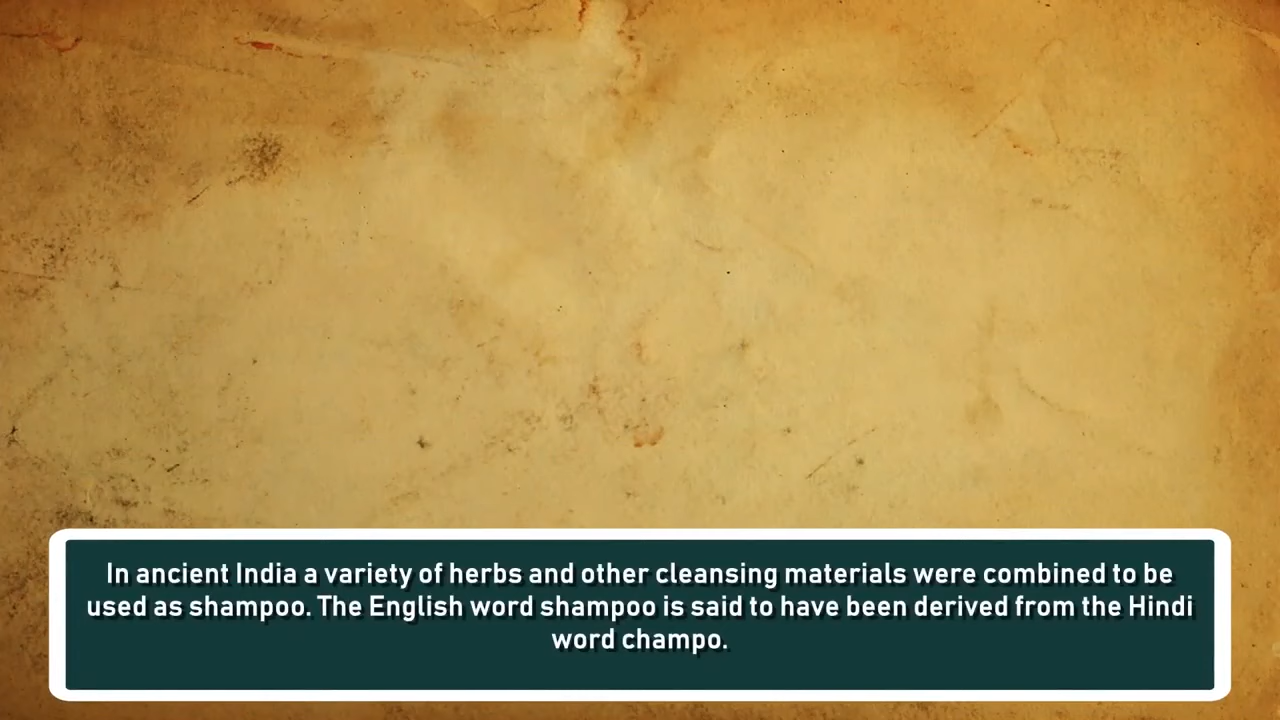 In ancient India a variety of herbs and other cleansing materials were combined to be
used as shampoo. The English word shampoo is said to have been derived from the Hindi
word champo.